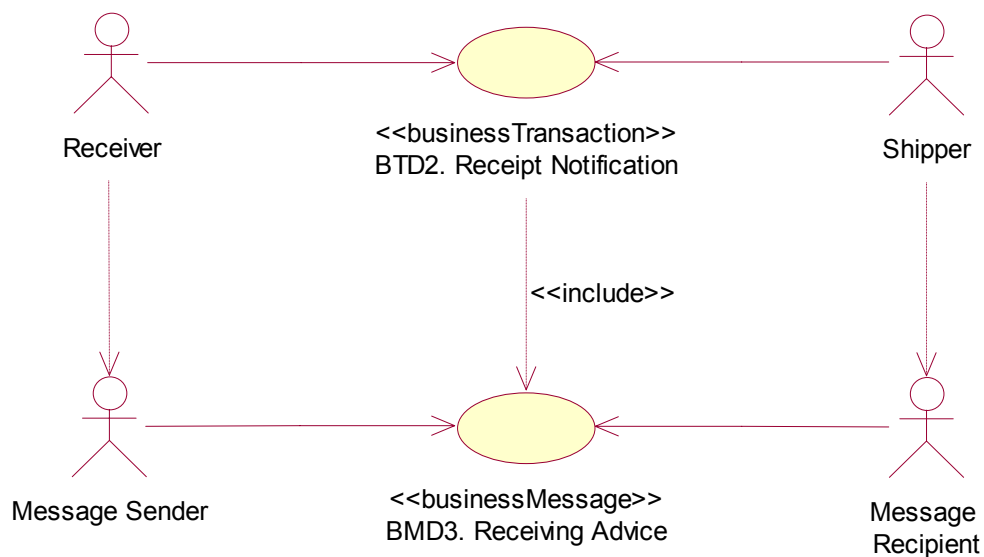 Receiver
<<businessTransaction>>
BTD2. Receipt Notification
Shipper
<<include>>
Message Sender
<<businessMessage>>
BMD3. Receiving Advice
Message
Recipient